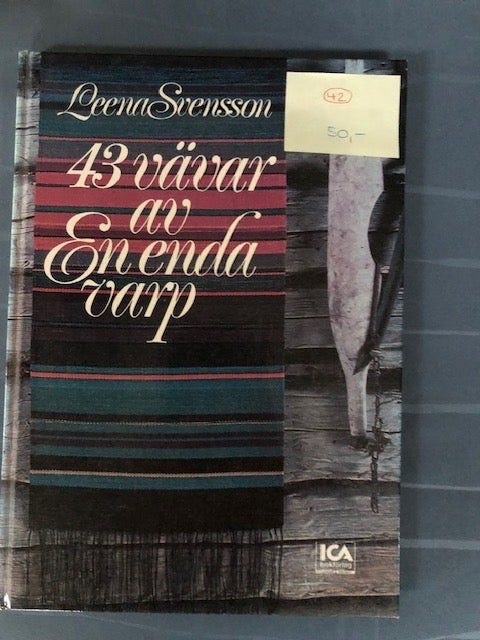 Leena Svensson
43 vävar
av
En enda
varp
42
50,-
ICA
bokförlag